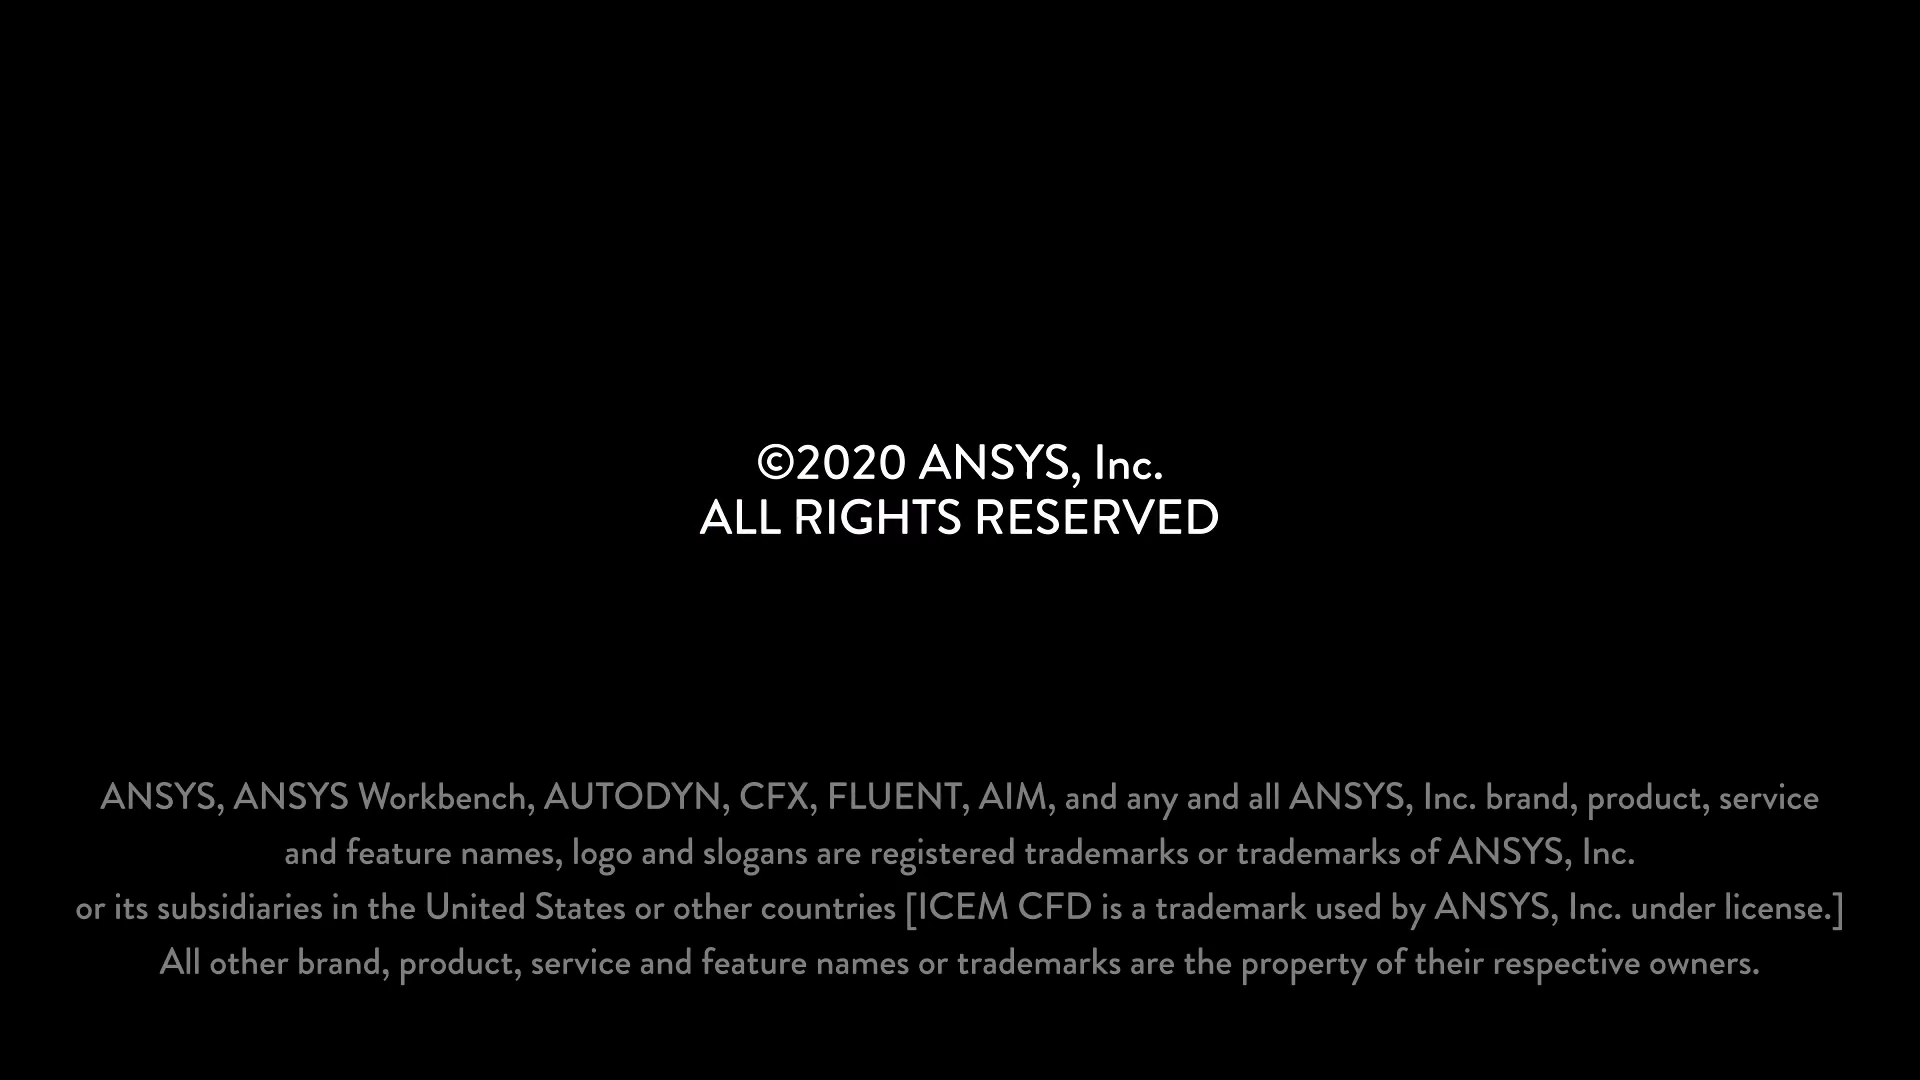 ©2020 ANSYS, Inc.
ALL RIGHTS RESERVED
ANSYS, ANSYS Workbench, AUTODYN, CFX, FLUENT, AIM, and any and all ANSYS, Inc. brand, product, service
and feature names, logo and slogans are registered trademarks or trademarks of ANSYS, Inc.
or its subsidiaries in the United States or other countries [ICEM CFD is a trademark used by ANSYS, Inc. under license.]
All other brand, product, service and feature names or trademarks are the property of their respective owners.